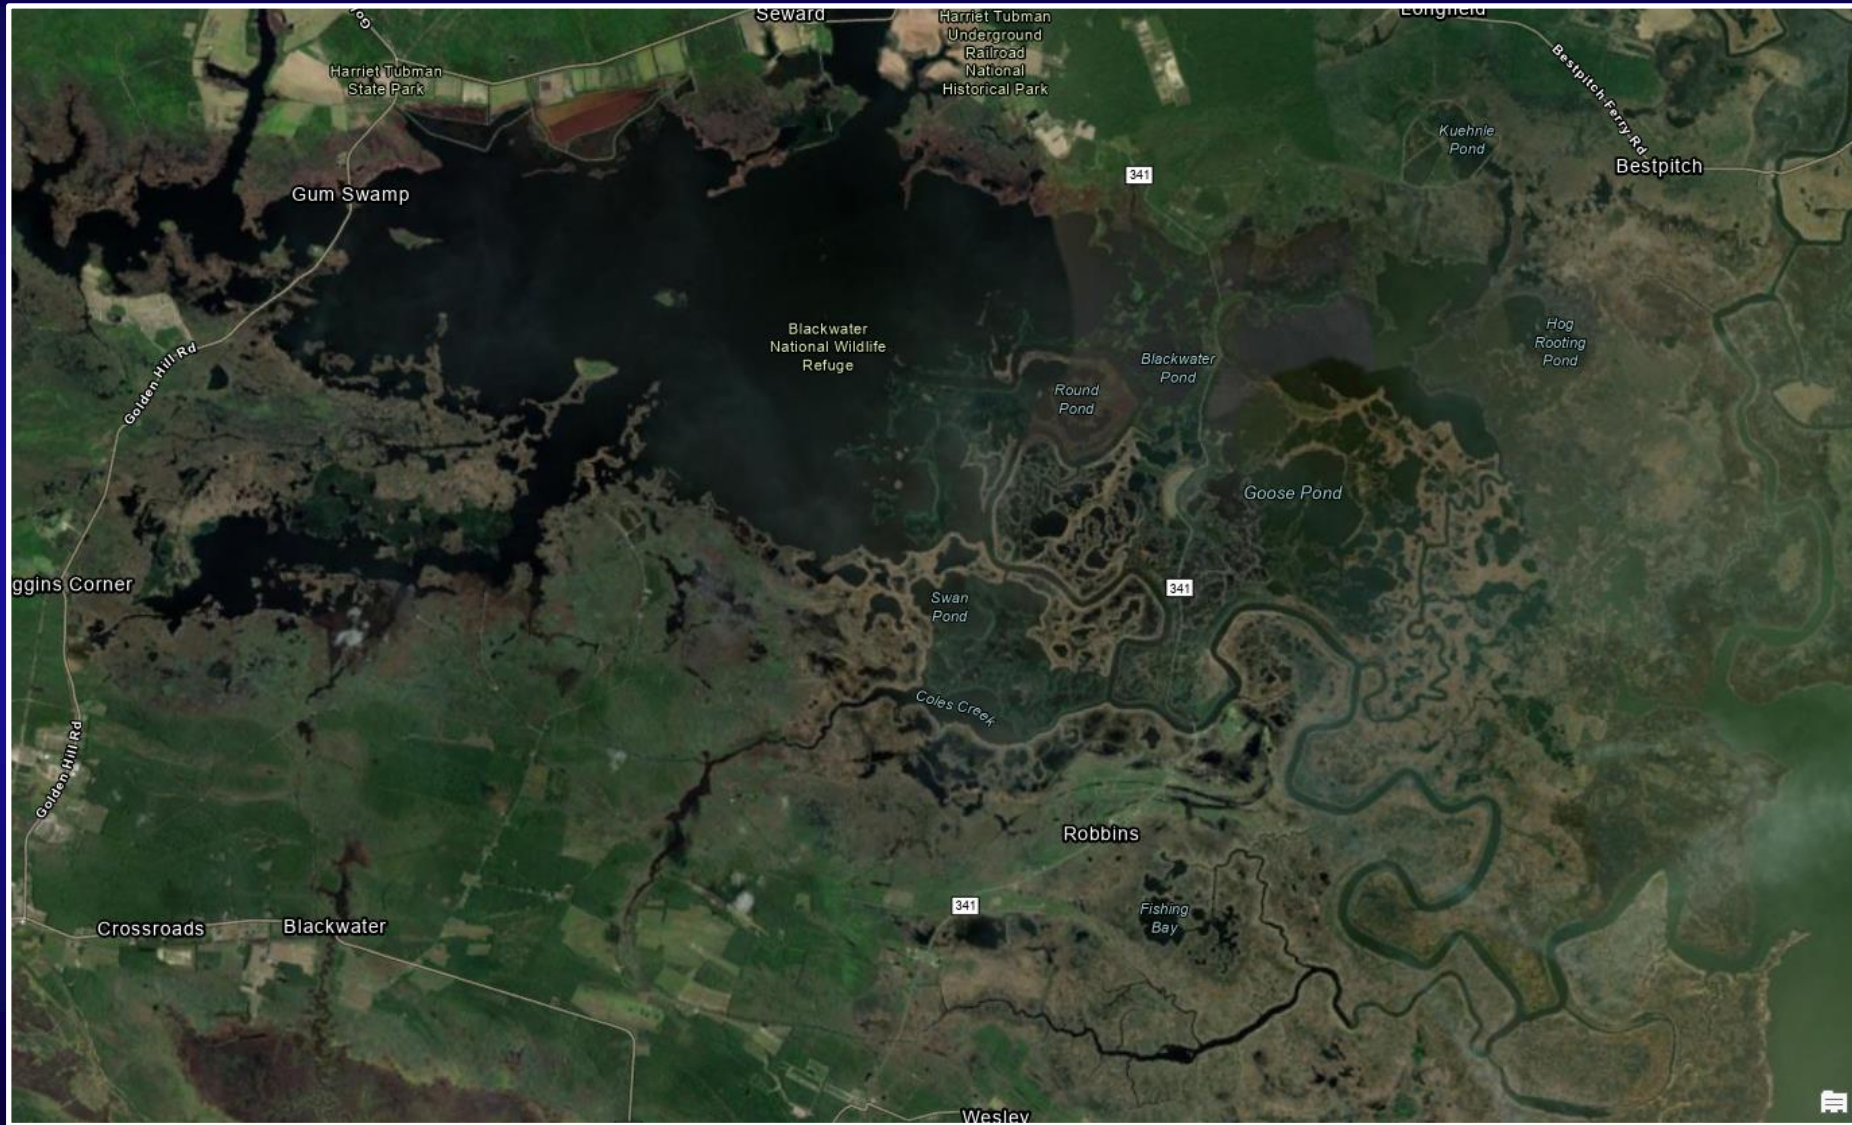 Gol
Seward
Harriet Tubman
Underground
Railroad
National
Historical Park
Longfield
Bestpitch Ferry Rd
Harriet Tubman
State Park
Kuehnle
Pond
Bestpitch
341
Gum Swamp
Blackwater
National Wildlife
Refuge
Hog
Rooting
Pond
Golden Hill Rd
Blackwater
Pond
Round
Pond
Goose Pond
ggins Corner
341
Swan
Pond
Coles Creek
Golden Hill Rd
Robbins
341
Fishing
Bay
Crossroads
Blackwater
Wesley